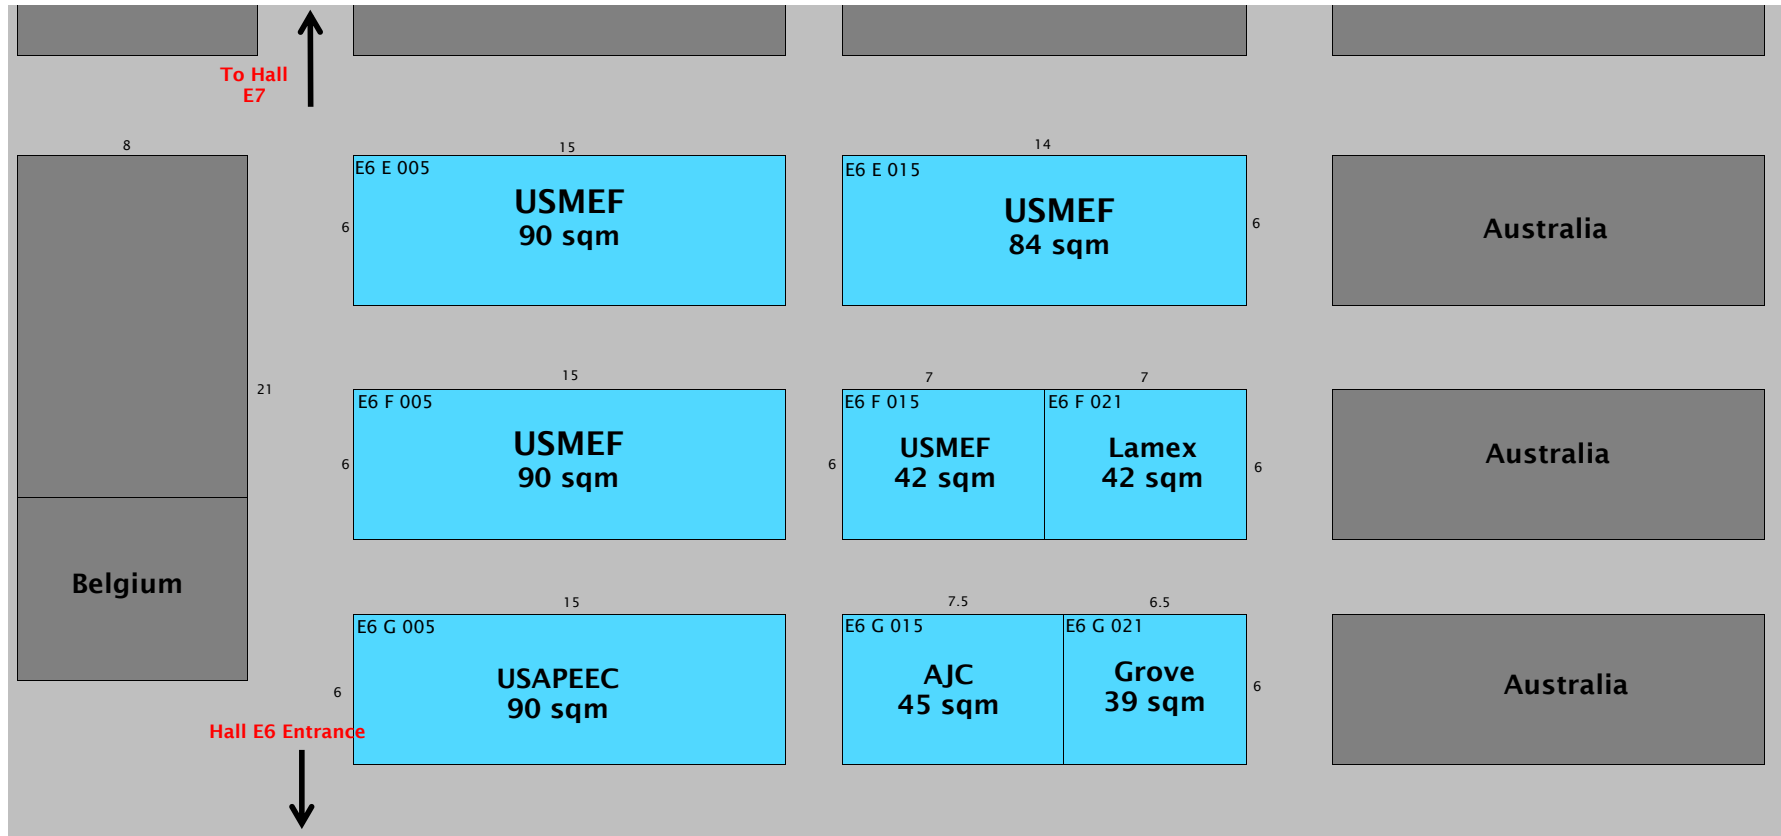 To Hall
E7
8
15
14
E6 E 005
USMEF
90 sqm
6
E6 E 015
USMEF
84 sqm
6
Australia
21
15
7
7
E6 F 005
USMEF
90 sqm
6
E6 F 015
USMEF
42 sqm
6
E6 F 021
Lamex
42 sqm
6
Australia
Belgium
15
7.5
6.5
E6 G 005
USAPEEC
90 sqm
6
E6 G 015
AJC
45 sqm
E6 G 021
Grove
39 sqm
6
Australia
Hall E6 Entrance